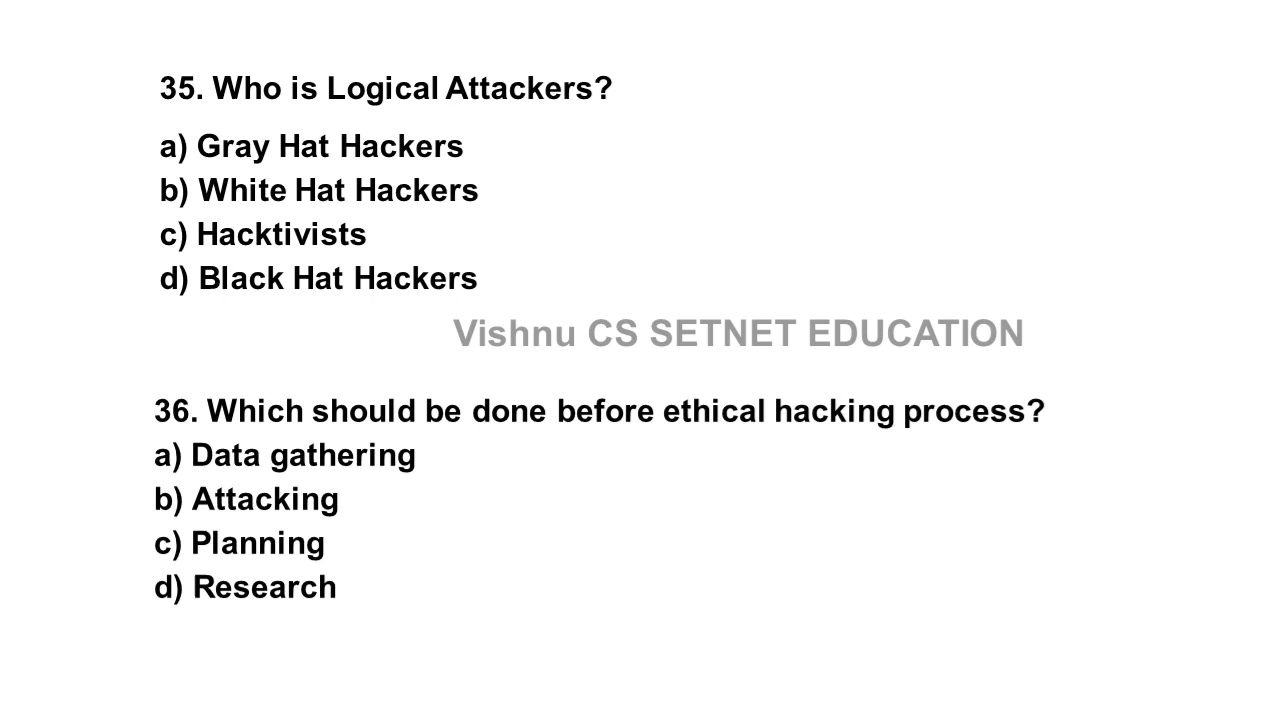 35. Who is Logical Attackers?
a) Gray Hat Hackers
b) White Hat Hackers
c) Hacktivists
d) Black Hat Hackers
Vishnu CS SETNET EDUCATION
36. Which should be done before ethical hacking process?
a) Data gathering
b) Attacking
c) Planning
d) Research